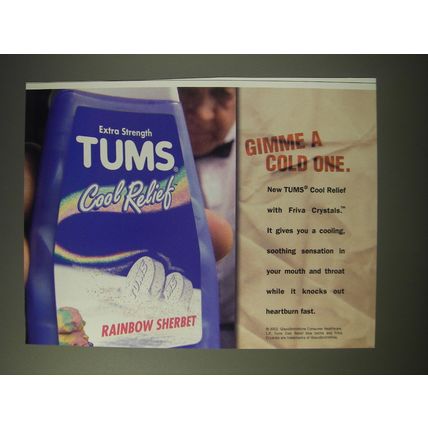 Extra Strength
TUMS®
Cool Relief
RAINBOW SHERBET
GIMME A
COLD ONE.
New TUMS® Cool Relief
with Friva Crystals.™
It gives you a cooling,
soothing sensation in
your mouth and throat
while it knocks out
heartburn fast.